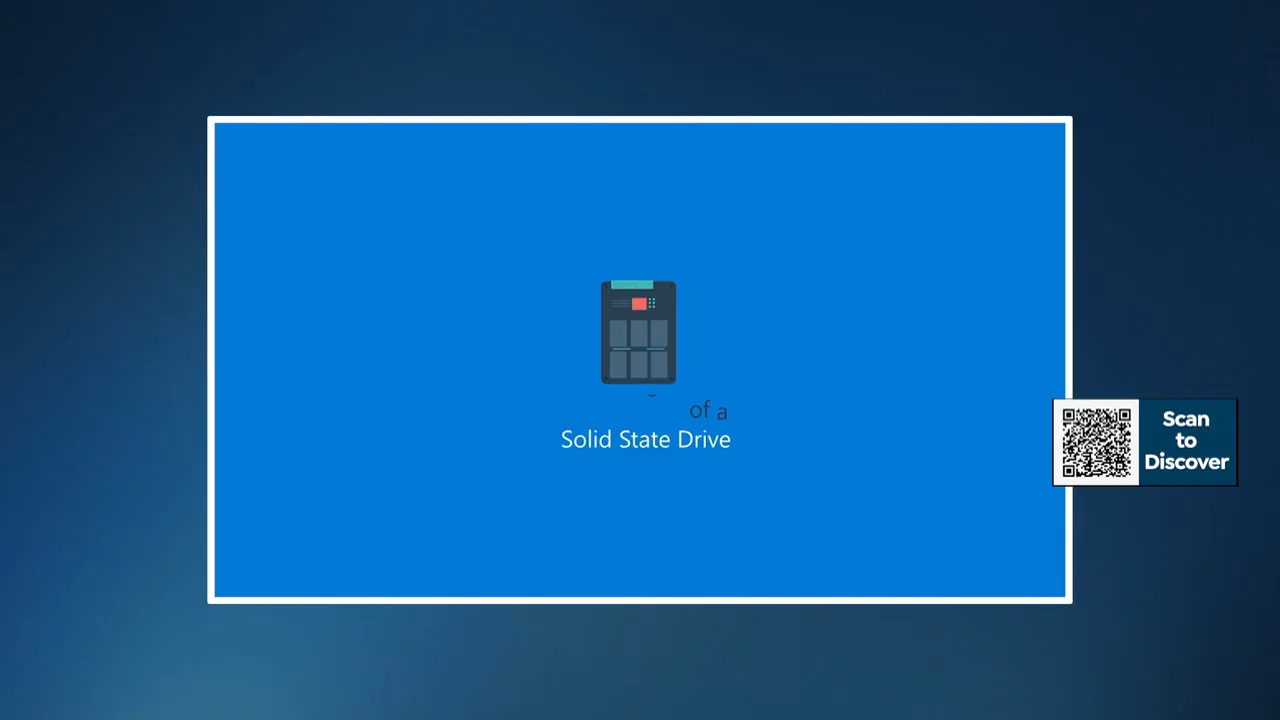 of a
Solid State Drive
Scan
to
Discover